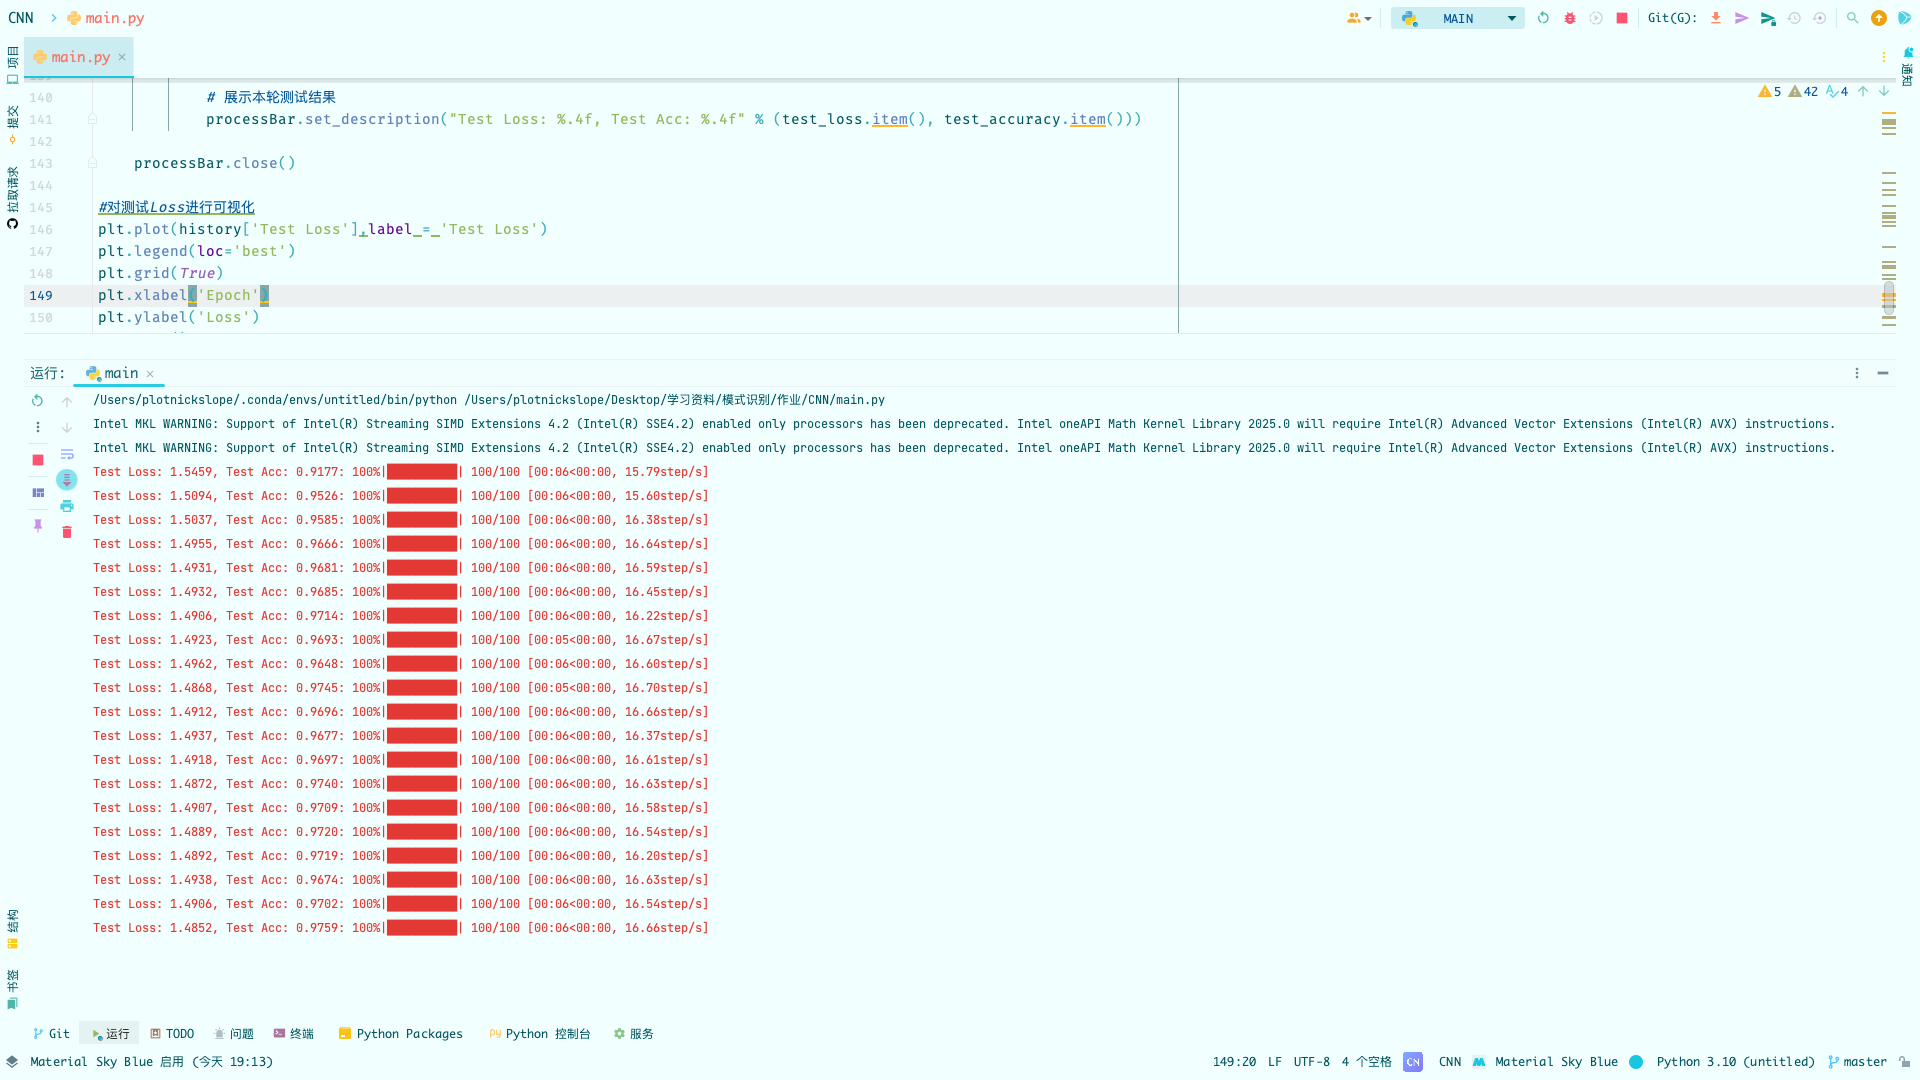 CNN › main.py
MAIN
Git(G):
main.py ×
项目
提交
拉取请求
结构
书签
通知
5 42 4
140 # 展示本轮测试结果
141 processBar.set_description("Test Loss: %.4f, Test Acc: %.4f" % (test_loss.item(), test_accuracy.item()))
142
143 processBar.close()
144
145 #对测试Loss进行可视化
146 plt.plot(history['Test Loss'],label = 'Test Loss')
147 plt.legend(loc='best')
148 plt.grid(True)
149 plt.xlabel('Epoch')
150 plt.ylabel('Loss')
运行: main ×
/Users/plotnickslope/.conda/envs/untitled/bin/python /Users/plotnickslope/Desktop/学习资料/模式识别/作业/CNN/main.py
Intel MKL WARNING: Support of Intel(R) Streaming SIMD Extensions 4.2 (Intel(R) SSE4.2) enabled only processors has been deprecated. Intel oneAPI Math Kernel Library 2025.0 will require Intel(R) Advanced Vector Extensions (Intel(R) AVX) instructions.
Intel MKL WARNING: Support of Intel(R) Streaming SIMD Extensions 4.2 (Intel(R) SSE4.2) enabled only processors has been deprecated. Intel oneAPI Math Kernel Library 2025.0 will require Intel(R) Advanced Vector Extensions (Intel(R) AVX) instructions.
Test Loss: 1.5459, Test Acc: 0.9177: 100%|██████████| 100/100 [00:06<00:00, 15.79step/s]
Test Loss: 1.5094, Test Acc: 0.9526: 100%|██████████| 100/100 [00:06<00:00, 15.60step/s]
Test Loss: 1.5037, Test Acc: 0.9585: 100%|██████████| 100/100 [00:06<00:00, 16.38step/s]
Test Loss: 1.4955, Test Acc: 0.9666: 100%|██████████| 100/100 [00:06<00:00, 16.64step/s]
Test Loss: 1.4931, Test Acc: 0.9681: 100%|██████████| 100/100 [00:06<00:00, 16.59step/s]
Test Loss: 1.4932, Test Acc: 0.9685: 100%|██████████| 100/100 [00:06<00:00, 16.45step/s]
Test Loss: 1.4906, Test Acc: 0.9714: 100%|██████████| 100/100 [00:06<00:00, 16.22step/s]
Test Loss: 1.4923, Test Acc: 0.9693: 100%|██████████| 100/100 [00:05<00:00, 16.67step/s]
Test Loss: 1.4962, Test Acc: 0.9648: 100%|██████████| 100/100 [00:06<00:00, 16.60step/s]
Test Loss: 1.4868, Test Acc: 0.9745: 100%|██████████| 100/100 [00:05<00:00, 16.70step/s]
Test Loss: 1.4912, Test Acc: 0.9696: 100%|██████████| 100/100 [00:06<00:00, 16.66step/s]
Test Loss: 1.4937, Test Acc: 0.9677: 100%|██████████| 100/100 [00:06<00:00, 16.37step/s]
Test Loss: 1.4918, Test Acc: 0.9697: 100%|██████████| 100/100 [00:06<00:00, 16.61step/s]
Test Loss: 1.4872, Test Acc: 0.9740: 100%|██████████| 100/100 [00:06<00:00, 16.63step/s]
Test Loss: 1.4907, Test Acc: 0.9709: 100%|██████████| 100/100 [00:06<00:00, 16.58step/s]
Test Loss: 1.4889, Test Acc: 0.9720: 100%|██████████| 100/100 [00:06<00:00, 16.54step/s]
Test Loss: 1.4892, Test Acc: 0.9719: 100%|██████████| 100/100 [00:06<00:00, 16.20step/s]
Test Loss: 1.4938, Test Acc: 0.9674: 100%|██████████| 100/100 [00:06<00:00, 16.63step/s]
Test Loss: 1.4906, Test Acc: 0.9702: 100%|██████████| 100/100 [00:06<00:00, 16.54step/s]
Test Loss: 1.4852, Test Acc: 0.9759: 100%|██████████| 100/100 [00:06<00:00, 16.66step/s]
Git 运行 TODO 问题 终端 Python Packages Python 控制台 服务
Material Sky Blue 启用 (今天 19:13)
149:20 LF UTF-8 4 个空格 CN CNN Material Sky Blue Python 3.10 (untitled) master